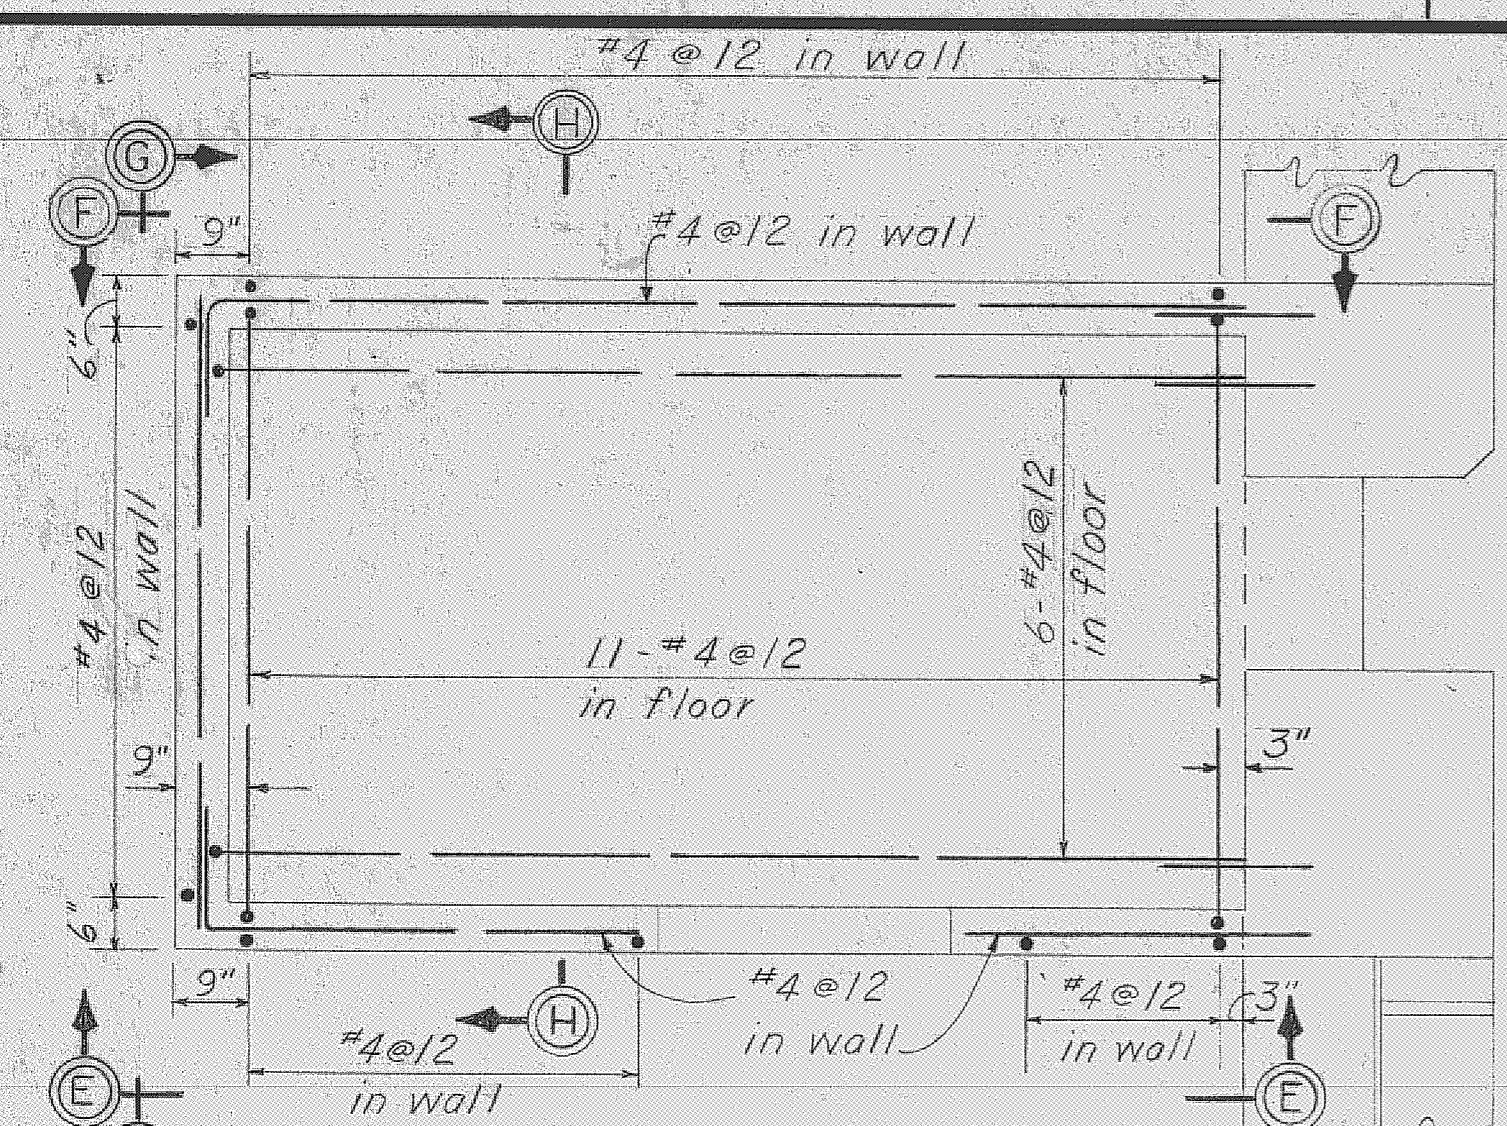 #4 @ 12 in wall
H
G
F
9"
#4 @ 12 in wall
F
6"
#4 @ 12
in wall
6-#4@12
in floor
11-#4@12
in floor
9"
3"
6"
9"
#4@12
in wall
H
#4 @12
in wall
#4@12
in wall
3"
E
E